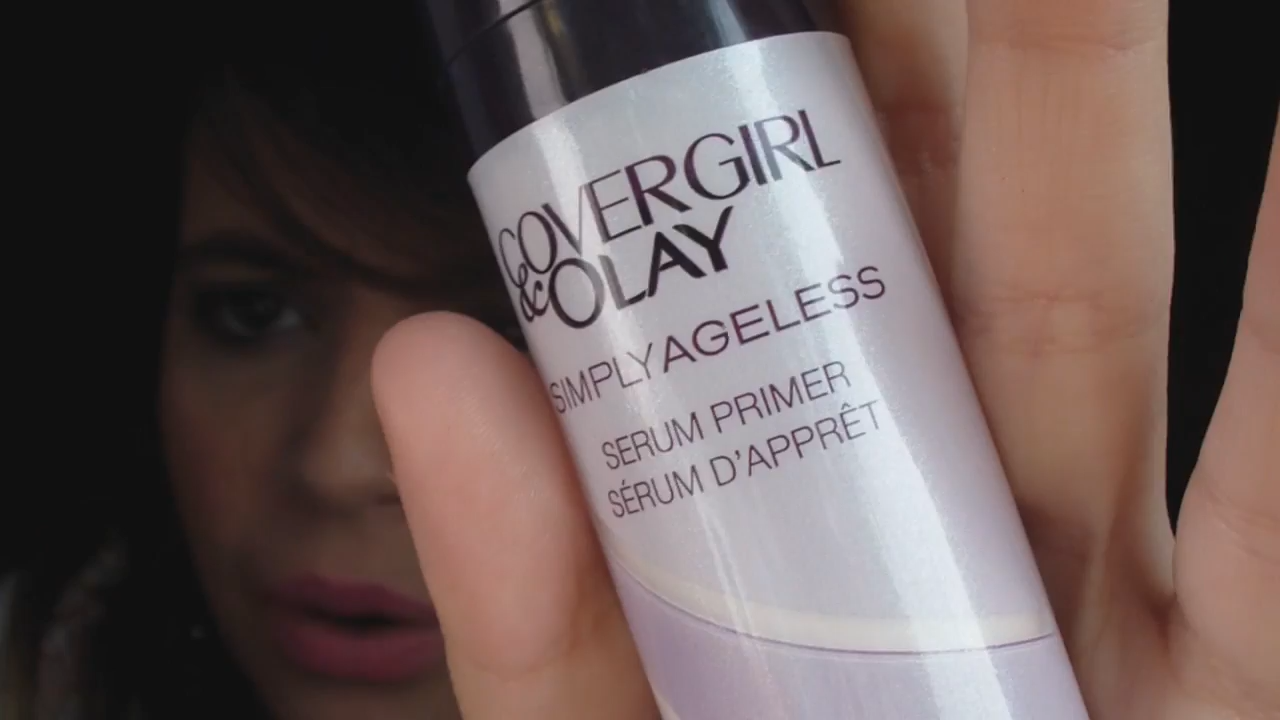 COVERGIRL
&OLAY
SIMPLYAGELESS
SERUM PRIMER
SÉRUM D'APPRÊT